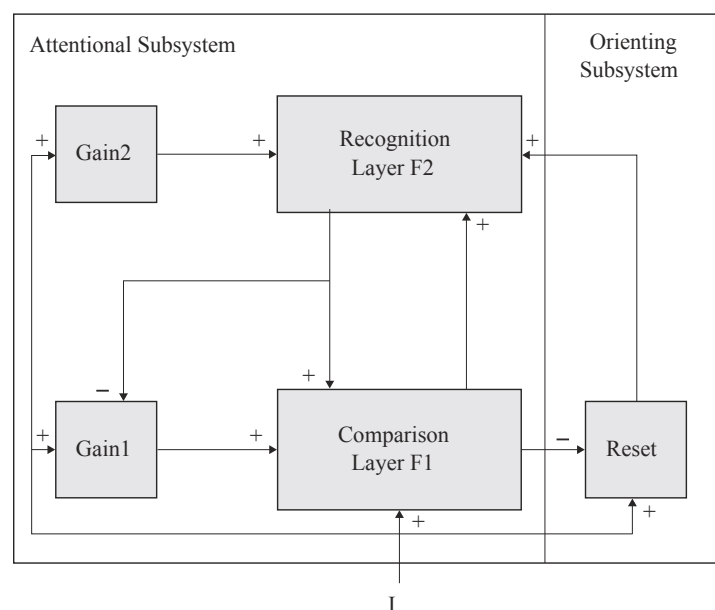 Attentional Subsystem
Orienting
Subsystem
+
Gain2
+
Recognition
Layer F2
+
+
−
+
+
Gain1
+
Comparison
Layer F1
−
Reset
+
+
I